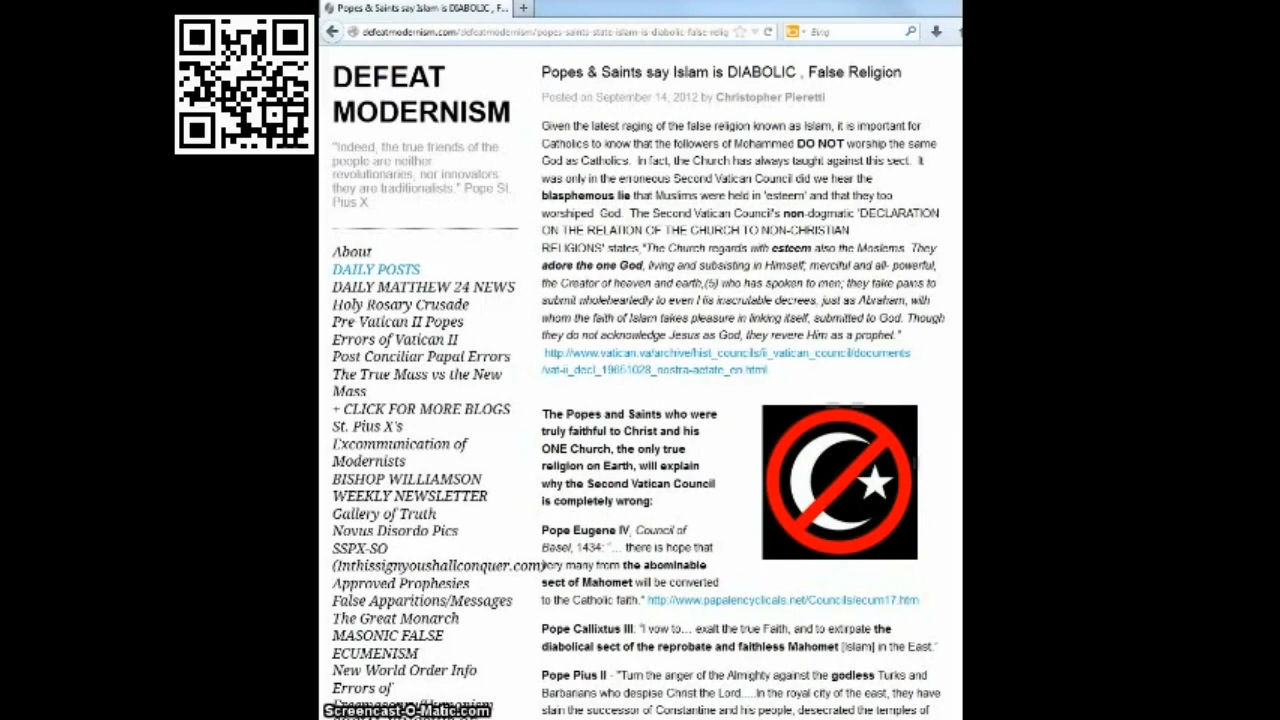 Popes & Saints say Islam is DIABOLIC , F...
defeatmodernism.com/defeatmodernism/popes-saints-state-islam-is-diabolic-false-relig
Bing
DEFEAT
MODERNISM
"Indeed, the true friends of the
people are neither
revolutionaries, nor innovators
they are traditionalists." Pope St.
Pius X
About
DAILY POSTS
DAILY MATTHEW 24 NEWS
Holy Rosary Crusade
Pre Vatican II Popes
Errors of Vatican II
Post Conciliar Papal Errors
The True Mass vs the New
Mass
+ CLICK FOR MORE BLOGS
St. Pius X's
Excommunication of
Modernists
BISHOP WILLIAMSON
WEEKLY NEWSLETTER
Gallery of Truth
Novus Disordo Pics
SSPX-SO
(Inthissignyoushallconquer.com)
Approved Prophesies
False Apparitions/Messages
The Great Monarch
MASONIC FALSE
ECUMENISM
New World Order Info
Errors of
Popes & Saints say Islam is DIABOLIC , False Religion
Posted on September 14, 2012 by Christopher Pieretti
Given the latest raging of the false religion known as Islam, it is important for
Catholics to know that the followers of Mohammed DO NOT worship the same
God as Catholics. In fact, the Church has always taught against this sect. It
was only in the erroneous Second Vatican Council did we hear the
blasphemous lie that Muslims were held in 'esteem' and that they too
worshiped God. The Second Vatican Council's non-dogmatic 'DECLARATION
ON THE RELATION OF THE CHURCH TO NON-CHRISTIAN
RELIGIONS' states,"The Church regards with esteem also the Moslems. They
adore the one God, living and subsisting in Himself; merciful and all- powerful,
the Creator of heaven and earth,(5) who has spoken to men; they take pains to
submit wholeheartedly to even His inscrutable decrees, just as Abraham, with
whom the faith of Islam takes pleasure in linking itself, submitted to God. Though
they do not acknowledge Jesus as God, they revere Him as a prophet."
http://www.vatican.va/archive/hist_councils/ii_vatican_council/documents
/vat-ii_decl_19651028_nostra-aetate_en.html
The Popes and Saints who were
truly faithful to Christ and his
ONE Church, the only true
religion on Earth, will explain
why the Second Vatican Council
is completely wrong:
Pope Eugene IV, Council of
Basel, 1434: "... there is hope that
very many from the abominable
sect of Mahomet will be converted
to the Catholic faith." http://www.papalencyclicals.net/Councils/ecum17.htm
Pope Callixtus III: "I vow to... exalt the true Faith, and to extirpate the
diabolical sect of the reprobate and faithless Mahomet [Islam] in the East."
Pope Pius II - "Turn the anger of the Almighty against the godless Turks and
Barbarians who despise Christ the Lord.....In the royal city of the east, they have
slain the successor of Constantine and his people, desecrated the temples of
Screencast-O-Matic.com